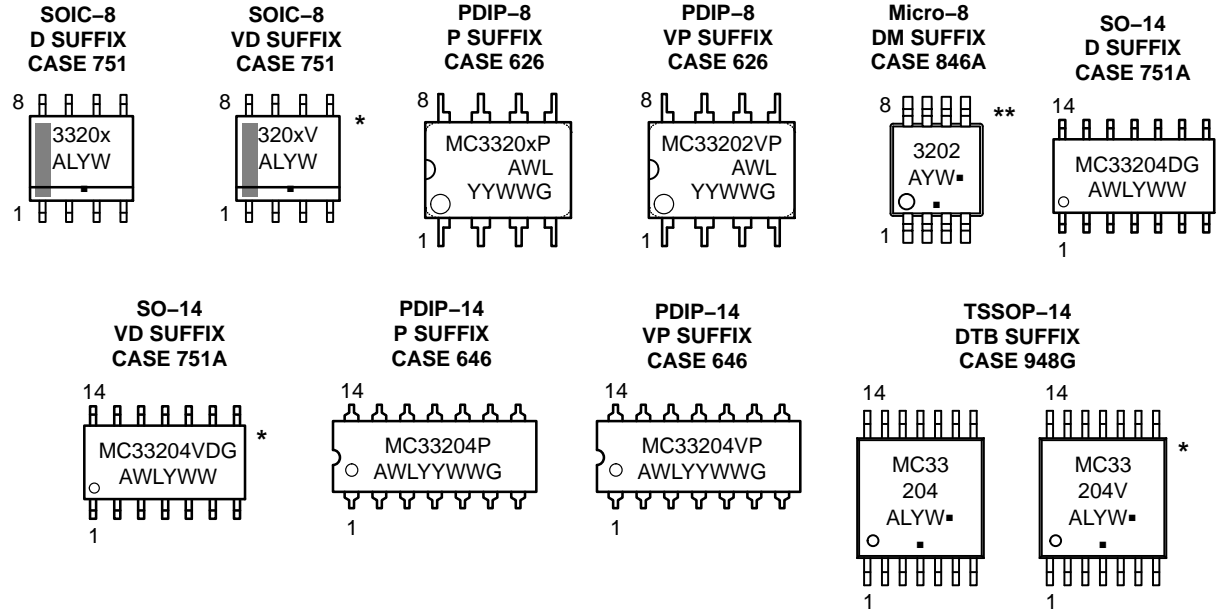 SOIC–8
D SUFFIX
CASE 751
8
3320x
ALYW
1
SOIC–8
VD SUFFIX
CASE 751
8
320xV
ALYW
1
*
PDIP–8
P SUFFIX
CASE 626
8
MC3320xP
AWL
YYWWG
1
PDIP–8
VP SUFFIX
CASE 626
8
MC33202VP
AWL
YYWWG
1
Micro–8
DM SUFFIX
CASE 846A
8
3202
AYW▪
▪
1
**
SO–14
D SUFFIX
CASE 751A
14
MC33204DG
AWLYWW
1
SO–14
VD SUFFIX
CASE 751A
14
MC33204VDG
AWLYWW
1
*
PDIP–14
P SUFFIX
CASE 646
14
MC33204P
AWLYYWWG
1
PDIP–14
VP SUFFIX
CASE 646
14
MC33204VP
AWLYYWWG
1
TSSOP–14
DTB SUFFIX
CASE 948G
14
MC33
204
ALYW▪
▪
1
14
MC33
204V
ALYW▪
▪
1
*